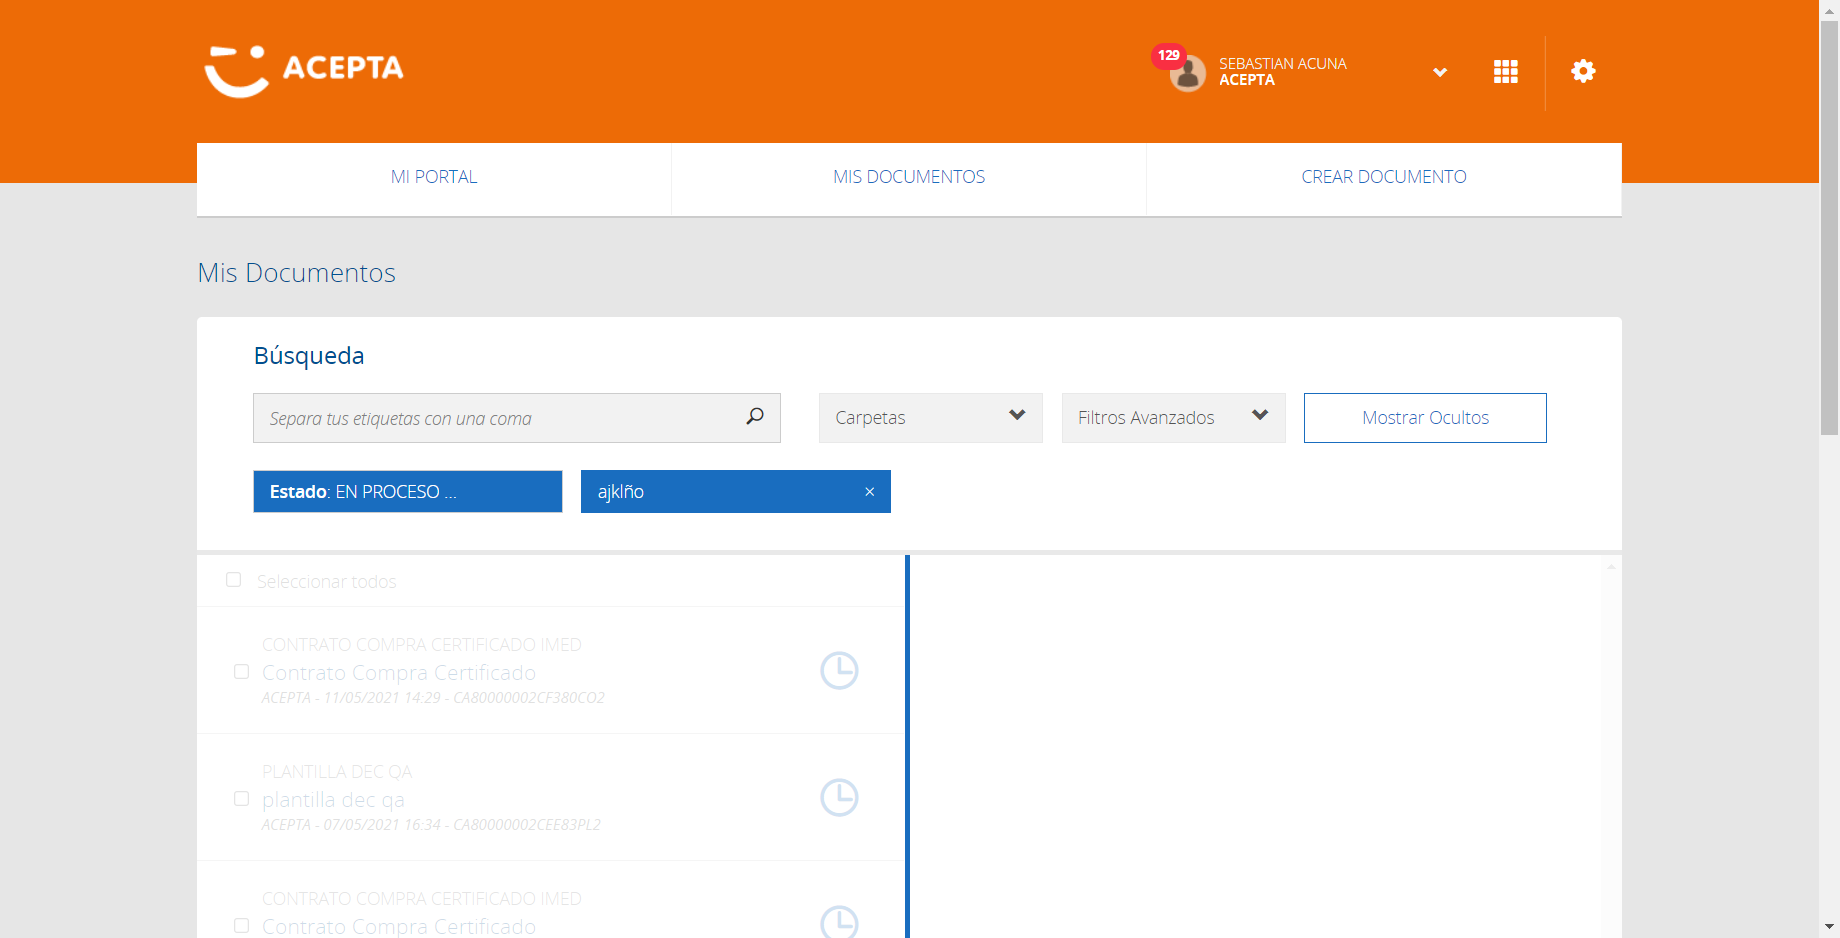 ACEPTA
129
SEBASTIAN ACUNA
ACEPTA
MI PORTAL
MIS DOCUMENTOS
CREAR DOCUMENTO
Mis Documentos
Búsqueda
Separa tus etiquetas con una coma
Carpetas
Filtros Avanzados
Mostrar Ocultos
Estado: EN PROCESO ...
ajklño ×
Seleccionar todos
CONTRATO COMPRA CERTIFICADO IMED
Contrato Compra Certificado
ACEPTA - 11/05/2021 14:29 - CA80000002CF380CO2
PLANTILLA DEC QA
plantilla dec qa
ACEPTA - 07/05/2021 16:34 - CA80000002CEE83PL2
CONTRATO COMPRA CERTIFICADO IMED
Contrato Compra Certificado